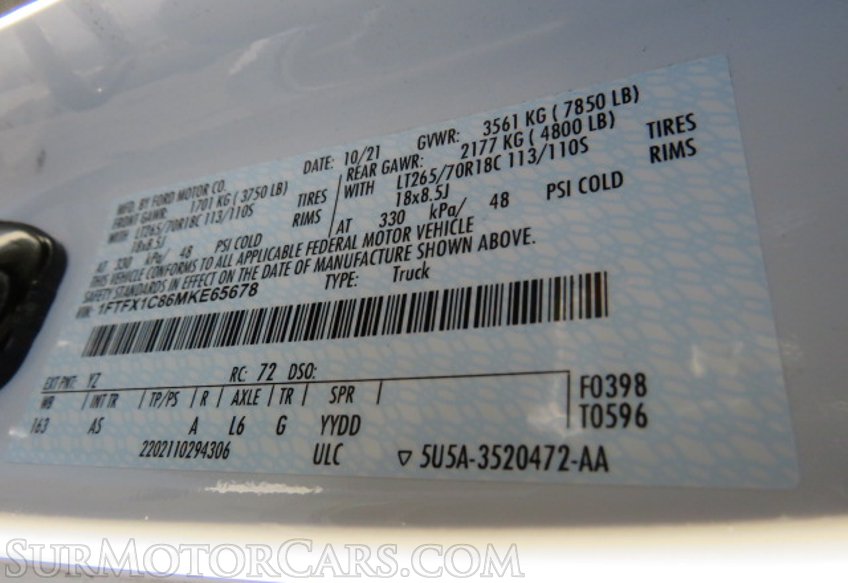 MFD. BY FORD MOTOR CO.
DATE: 10/21 GVWR: 3561 KG ( 7850 LB)
FRONT GAWR: 1701 KG ( 3750 LB)
REAR GAWR: 2177 KG ( 4800 LB)
WITH LT265/70R18C 113/110S TIRES
WITH LT265/70R18C 113/110S TIRES
18x8.5J RIMS
18x8.5J RIMS
AT 330 kPa/ 48 PSI COLD
AT 330 kPa/ 48 PSI COLD
THIS VEHICLE CONFORMS TO ALL APPLICABLE FEDERAL MOTOR VEHICLE
SAFETY STANDARDS IN EFFECT ON THE DATE OF MANUFACTURE SHOWN ABOVE.
VIN: 1FTFX1C86MKE65678 TYPE: Truck
EXT PNT: YZ RC: 72 DSO:
WB INT TR TP/PS R AXLE TR SPR
163 AS A L6 G YYDD
F0398
T0596
2202110294306 ULC ▽ 5U5A-3520472-AA
SURMOTORCARS.COM